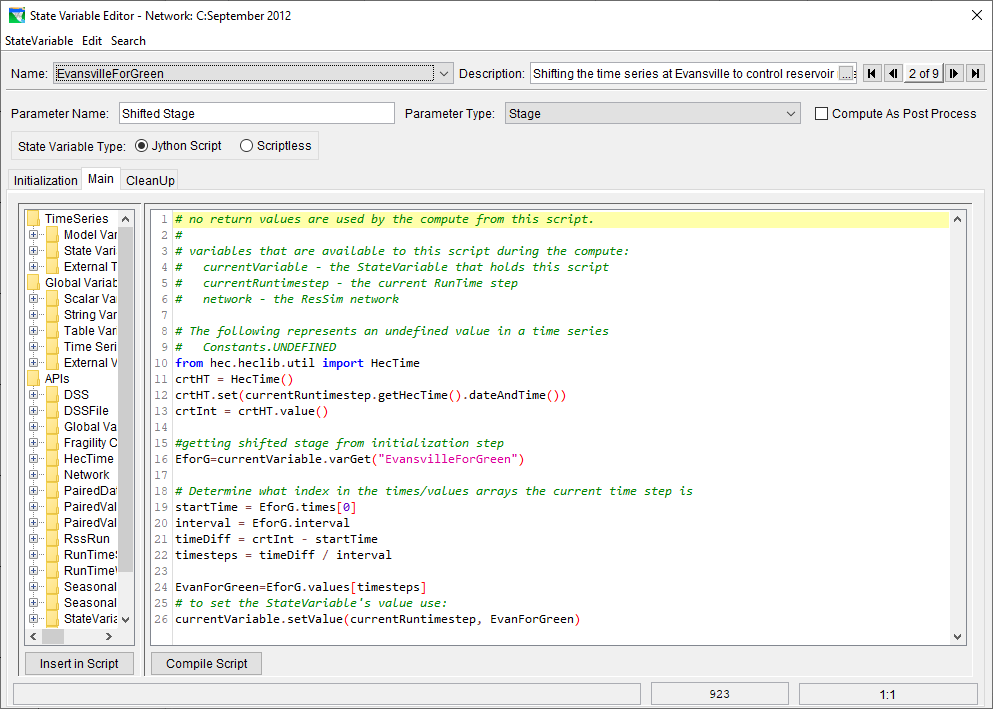 State Variable Editor - Network: C:September 2012
StateVariable Edit Search
Name: EvansvilleForGreen Description: Shifting the time series at Evansville to control reservoir ... 2 of 9
Parameter Name: Shifted Stage Parameter Type: Stage Compute As Post Process
State Variable Type: Jython Script Scriptless
Initialization Main CleanUp
TimeSeries
Model Var
State Vari
External T
Global Variab
Scalar Va
String Var
Table Var
Time Seri
External V
APIs
DSS
DSSFile
Global Va
Fragility C
HecTime
Network
PairedDat
PairedVal
PairedVal
RssRun
RunTimeS
RunTimeW
Seasonal
Seasonal
StateVaria
1 # no return values are used by the compute from this script.
2 #
3 # variables that are available to this script during the compute:
4 #   currentVariable - the StateVariable that holds this script
5 #   currentRuntimestep - the current RunTime step
6 #   network - the ResSim network
7
8 # The following represents an undefined value in a time series
9 #   Constants.UNDEFINED
10 from hec.heclib.util import HecTime
11 crtHT = HecTime()
12 crtHT.set(currentRuntimestep.getHecTime().dateAndTime())
13 crtInt = crtHT.value()
14
15 #getting shifted stage from initialization step
16 EforG=currentVariable.varGet("EvansvilleForGreen")
17
18 # Determine what index in the times/values arrays the current time step is
19 startTime = EforG.times[0]
20 interval = EforG.interval
21 timeDiff = crtInt - startTime
22 timesteps = timeDiff / interval
23
24 EvanForGreen=EforG.values[timesteps]
25 # to set the StateVariable's value use:
26 currentVariable.setValue(currentRuntimestep, EvanForGreen)
Insert in Script Compile Script
923 1:1